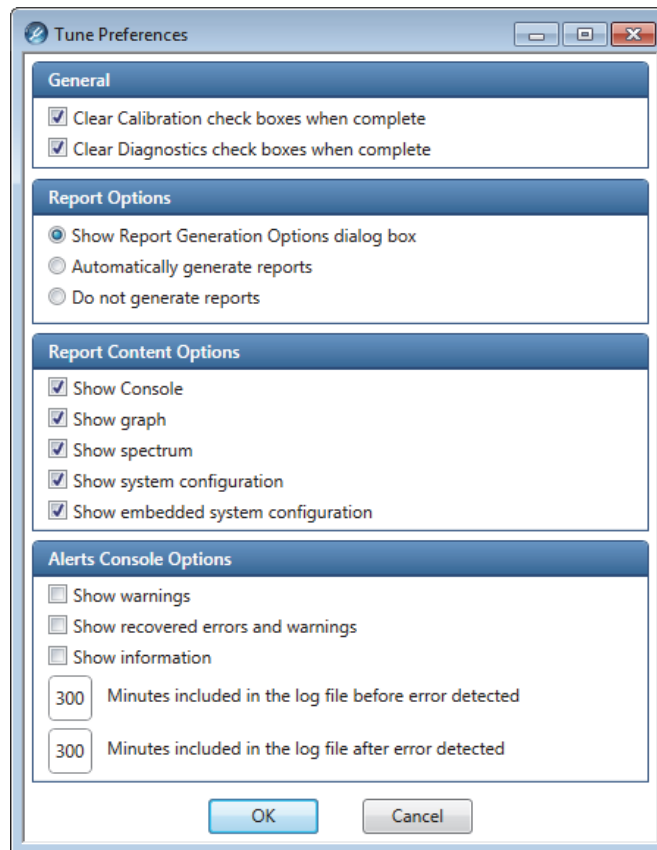 Tune Preferences
General
Clear Calibration check boxes when complete
Clear Diagnostics check boxes when complete
Report Options
Show Report Generation Options dialog box
Automatically generate reports
Do not generate reports
Report Content Options
Show Console
Show graph
Show spectrum
Show system configuration
Show embedded system configuration
Alerts Console Options
Show warnings
Show recovered errors and warnings
Show information
300 Minutes included in the log file before error detected
300 Minutes included in the log file after error detected
OK Cancel